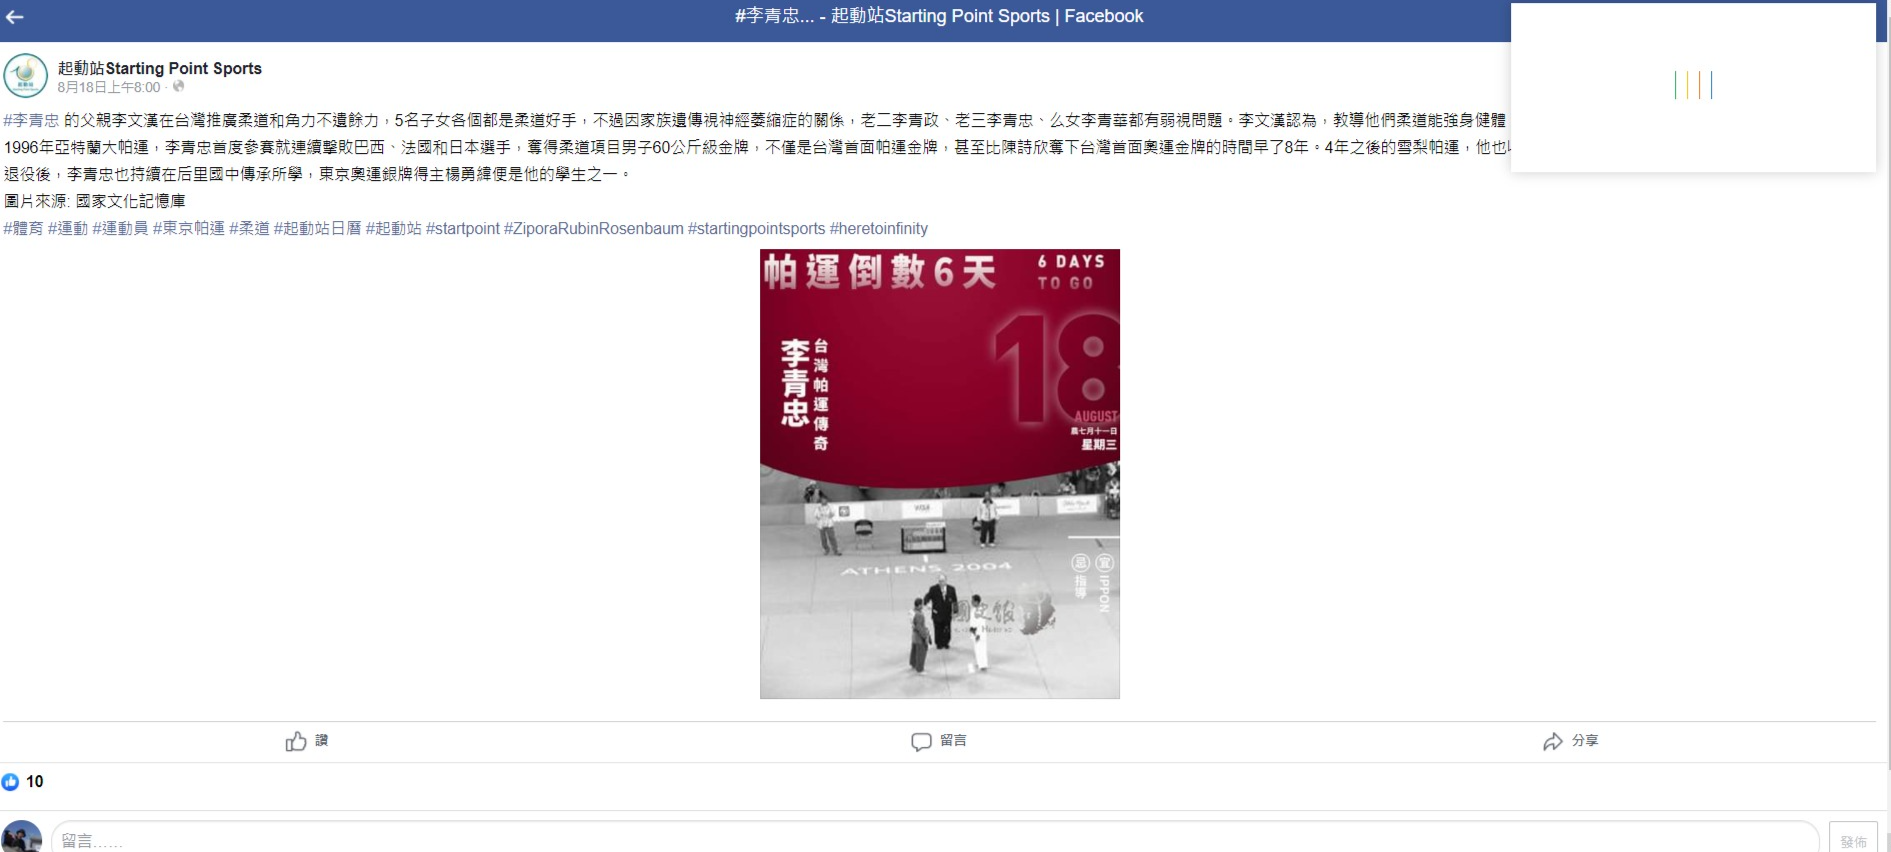 #李青忠... - 起動站Starting Point Sports | Facebook
起動站Starting Point Sports
8月18日上午8:00 ·
#李青忠 的父親李文漢在台灣推廣柔道和角力不遺餘力，5名子女各個都是柔道好手，不過因家族遺傳視神經萎縮症的關係，老二李青政、老三李青忠、么女李青華都有弱視問題。李文漢認為，教導他們柔道能強身健體
1996年亞特蘭大帕運，李青忠首度參賽就連續擊敗巴西、法國和日本選手，奪得柔道項目男子60公斤級金牌，不僅是台灣首面帕運金牌，甚至比陳詩欣奪下台灣首面奧運金牌的時間早了8年。4年之後的雪梨帕運，他也
退役後，李青忠也持續在后里國中傳承所學，東京奧運銀牌得主楊勇緯便是他的學生之一。
圖片來源: 國家文化記憶庫
#體育 #運動 #運動員 #東京帕運 #柔道 #起動站日曆 #起動站 #startpoint #ZiporaRubinRosenbaum #startingpointsports #heretoinfinity
帕運倒數6天
6 DAYS
TO GO
18
AUGUST
農七月十一日
星期三
台灣帕運傳奇
李青忠
VISA
ATHENS 2004
宜 IPPON
忌 指導
讚
留言
分享
10
留言……
發佈